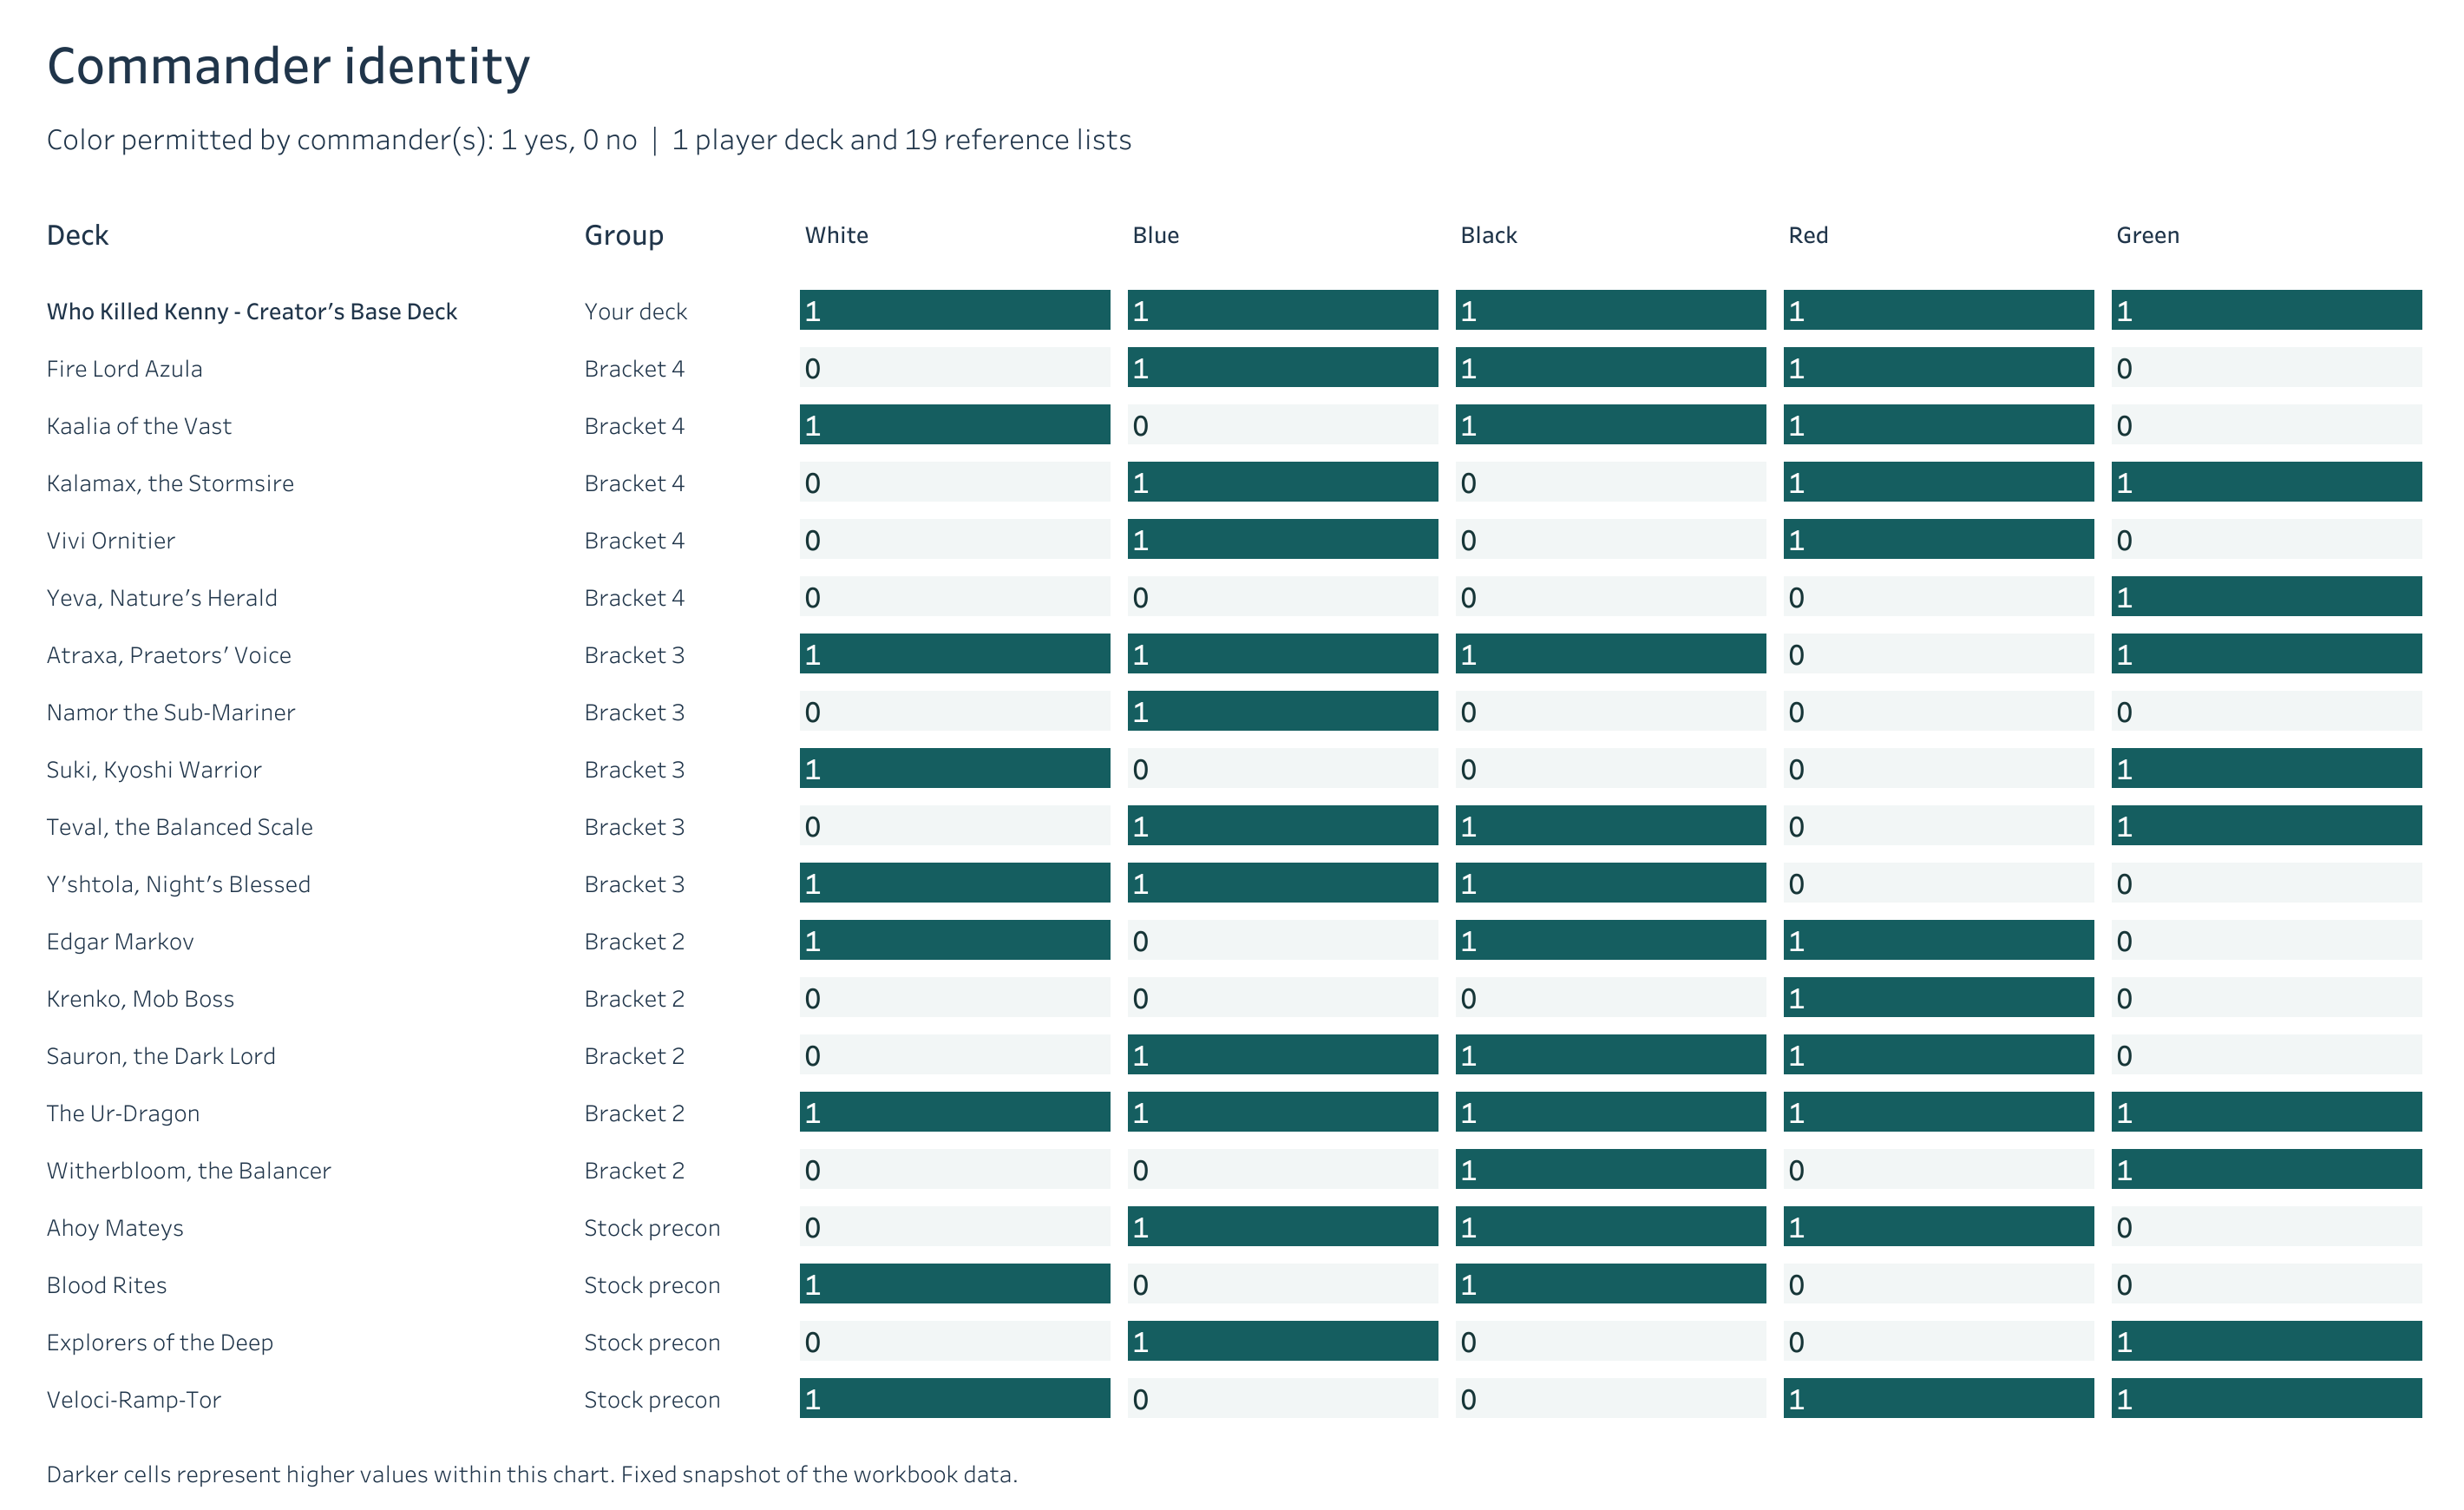 Commander identity
Color permitted by commander(s): 1 yes, 0 no | 1 player deck and 19 reference lists
Deck Group White Blue Black Red Green
Who Killed Kenny - Creator’s Base Deck Your deck 1 1 1 1 1
Fire Lord Azula Bracket 4 0 1 1 1 0
Kaalia of the Vast Bracket 4 1 0 1 1 0
Kalamax, the Stormsire Bracket 4 0 1 0 1 1
Vivi Ornitier Bracket 4 0 1 0 1 0
Yeva, Nature’s Herald Bracket 4 0 0 0 0 1
Atraxa, Praetors’ Voice Bracket 3 1 1 1 0 1
Namor the Sub-Mariner Bracket 3 0 1 0 0 0
Suki, Kyoshi Warrior Bracket 3 1 0 0 0 1
Teval, the Balanced Scale Bracket 3 0 1 1 0 1
Y’shtola, Night’s Blessed Bracket 3 1 1 1 0 0
Edgar Markov Bracket 2 1 0 1 1 0
Krenko, Mob Boss Bracket 2 0 0 0 1 0
Sauron, the Dark Lord Bracket 2 0 1 1 1 0
The Ur-Dragon Bracket 2 1 1 1 1 1
Witherbloom, the Balancer Bracket 2 0 0 1 0 1
Ahoy Mateys Stock precon 0 1 1 1 0
Blood Rites Stock precon 1 0 1 0 0
Explorers of the Deep Stock precon 0 1 0 0 1
Veloci-Ramp-Tor Stock precon 1 0 0 1 1
Darker cells represent higher values within this chart. Fixed snapshot of the workbook data.